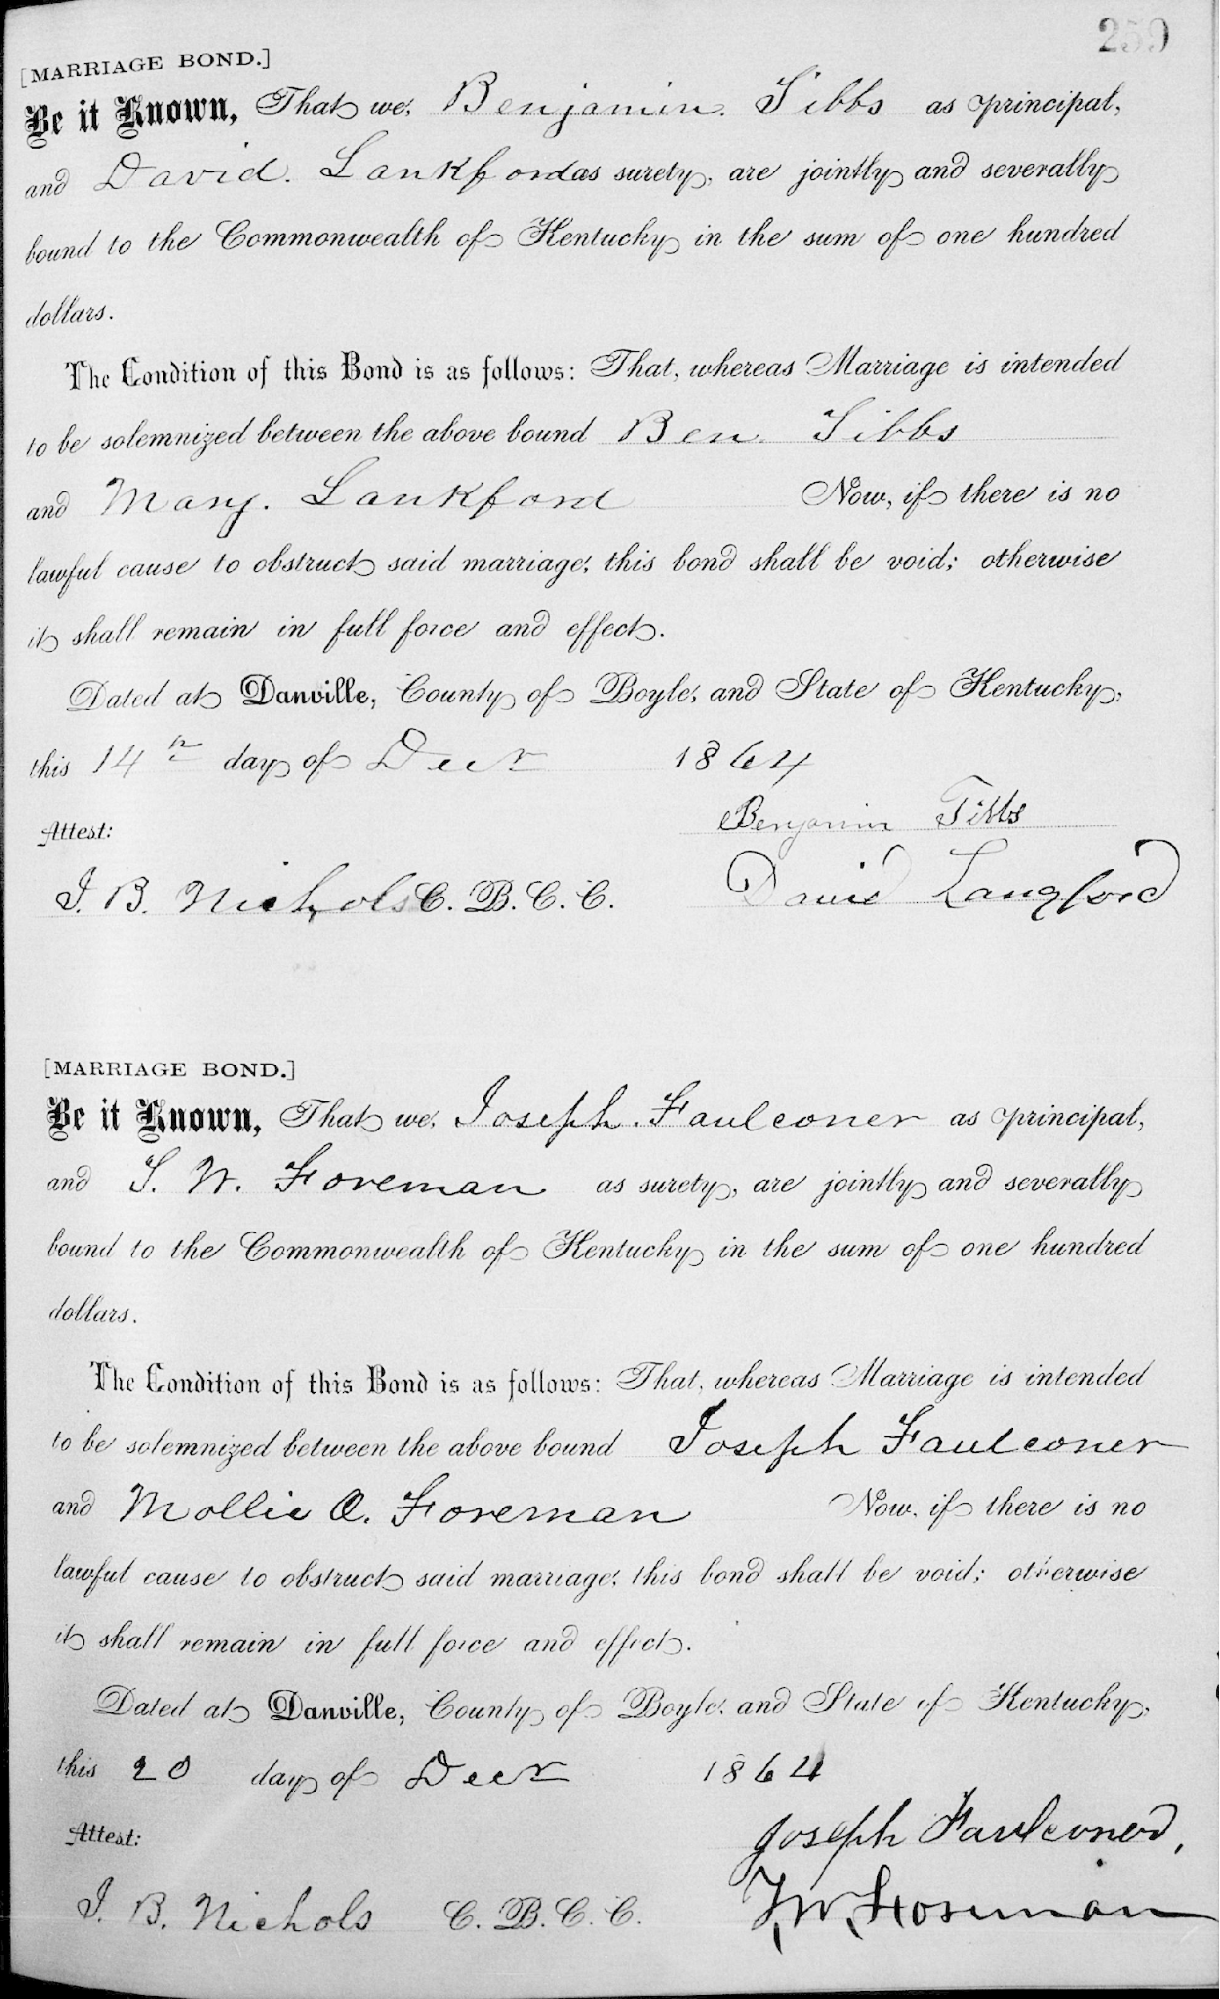 259
[MARRIAGE BOND.]
Be it Known, That we, Benjamin Tibbs as principal,
and David Lankford as surety, are jointly and severally
bound to the Commonwealth of Kentucky in the sum of one hundred
dollars.
The Condition of this Bond is as follows: That, whereas Marriage is intended
to be solemnized between the above bound Ben. Tibbs
and Mary. Lankford Now, if there is no
lawful cause to obstruct said marriage, this bond shall be void; otherwise
it shall remain in full force and effect.
Dated at Danville, County of Boyle, and State of Kentucky,
this 14th day of Decr 1864
Benjamin Tibbs
Attest:
J. B. Nichols C. B. C. C. David Langford
[MARRIAGE BOND.]
Be it Known, That we, Joseph Faulconer as principal,
and T. W. Foreman as surety, are jointly and severally
bound to the Commonwealth of Kentucky in the sum of one hundred
dollars.
The Condition of this Bond is as follows: That, whereas Marriage is intended
to be solemnized between the above bound Joseph Faulconer
and Mollie O. Foreman Now, if there is no
lawful cause to obstruct said marriage, this bond shall be void; otherwise
it shall remain in full force and effect.
Dated at Danville, County of Boyle, and State of Kentucky,
this 20 day of Decr 1864
Attest: Joseph Faulconer,
J. B. Nichols C. B. C. C. T. W. Foreman